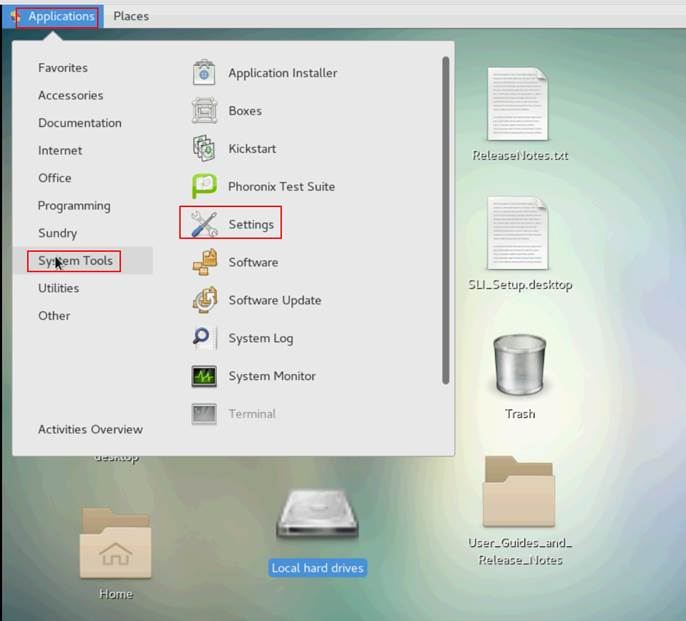 Applications Places
Favorites
Accessories
Documentation
Internet
Office
Programming
Sundry
System Tools
Utilities
Other
Activities Overview
Application Installer
Boxes
Kickstart
Phoronix Test Suite
Settings
Software
Software Update
System Log
System Monitor
Terminal
ReleaseNotes.txt
SLI_Setup.desktop
Trash
User_Guides_and_
Release_Notes
desktop
Home
Local hard drives